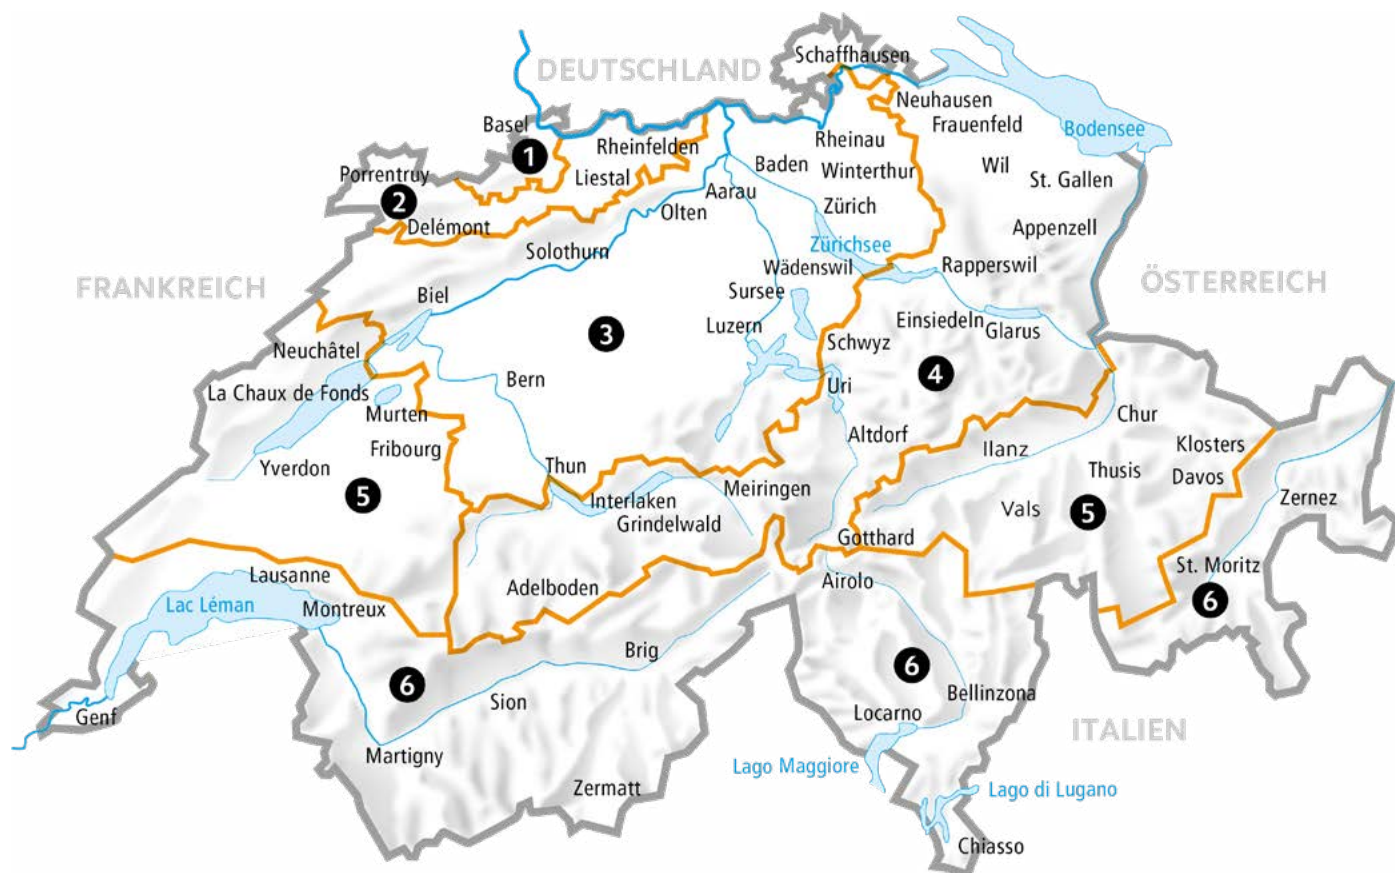 Schaffhausen
DEUTSCHLAND
Neuhausen
Basel
Frauenfeld
Bodensee
Rheinau
Rheinfelden
1
Baden
Winterthur
Wil
Porrentruy
Liestal
St. Gallen
2
Aarau
Olten
Zürich
Delémont
Appenzell
Solothurn
Zürichsee
Wädenswil
Rapperswil
FRANKREICH
ÖSTERREICH
Biel
Sursee
Luzern
Einsiedeln
Glarus
3
Schwyz
Neuchâtel
4
Bern
Uri
La Chaux de Fonds
Murten
Chur
Altdorf
Klosters
Fribourg
Ilanz
Yverdon
Thun
Thusis
Davos
5
Interlaken
Meiringen
Zernez
Grindelwald
Vals
5
Gotthard
St. Moritz
Lausanne
Airolo
Adelboden
Lac Léman
Montreux
6
Brig
6
6
Bellinzona
Sion
Genf
Locarno
ITALIEN
Martigny
Lago Maggiore
Zermatt
Lago di Lugano
Chiasso